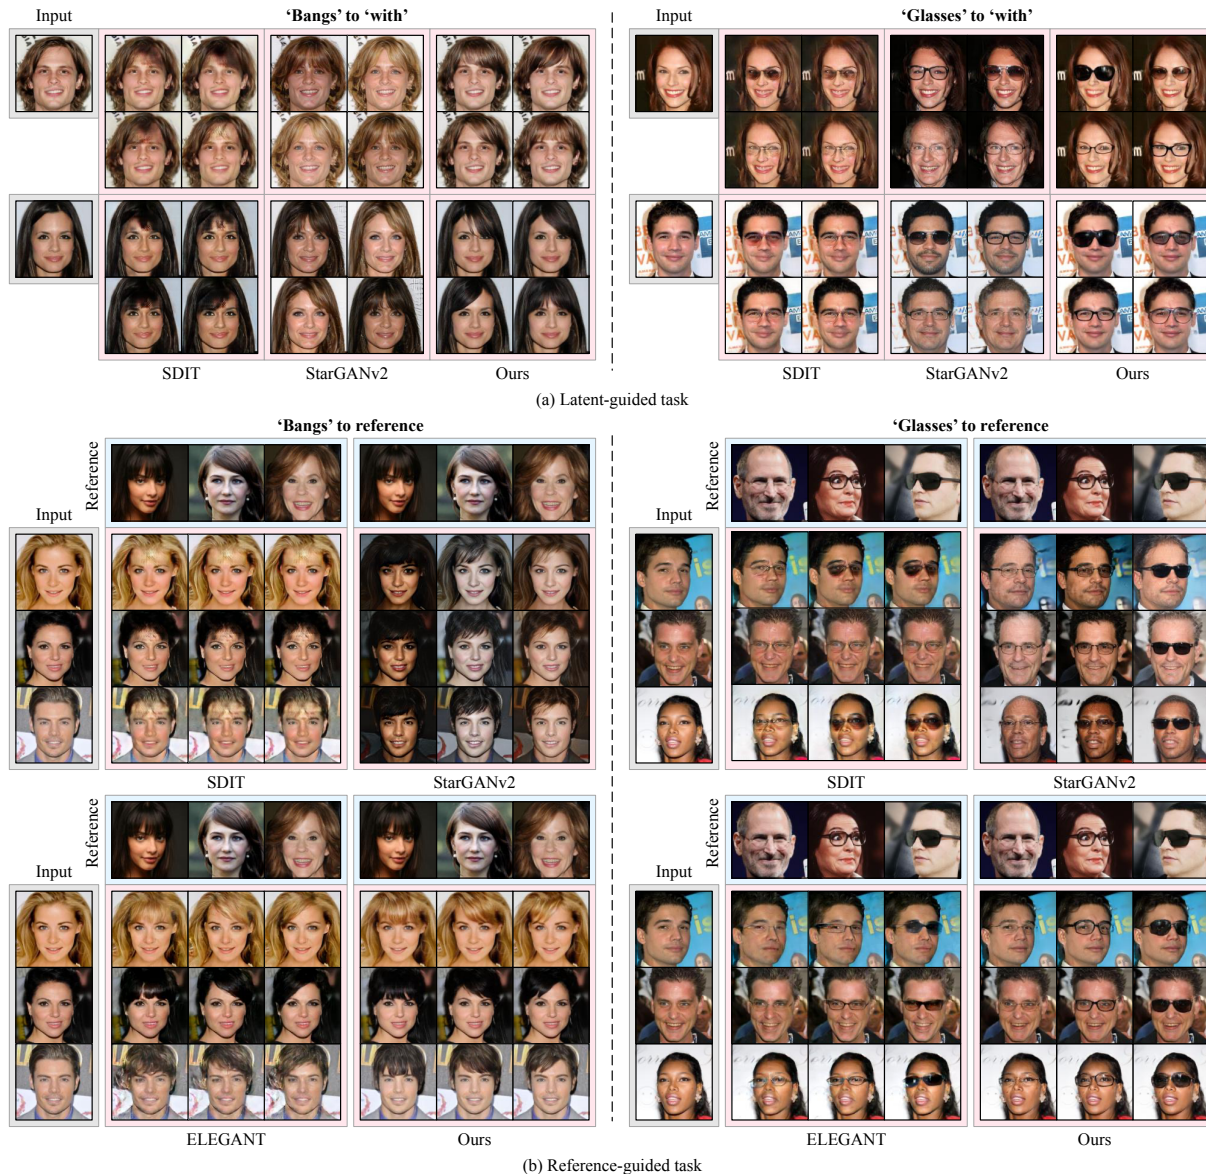 Input 'Bangs' to 'with' Input 'Glasses' to 'with'
SDIT StarGANv2 Ours SDIT StarGANv2 Ours
(a) Latent-guided task
'Bangs' to reference 'Glasses' to reference
Reference Reference
Input Input
SDIT StarGANv2 SDIT StarGANv2
Reference Reference
Input Input
ELEGANT Ours ELEGANT Ours
(b) Reference-guided task